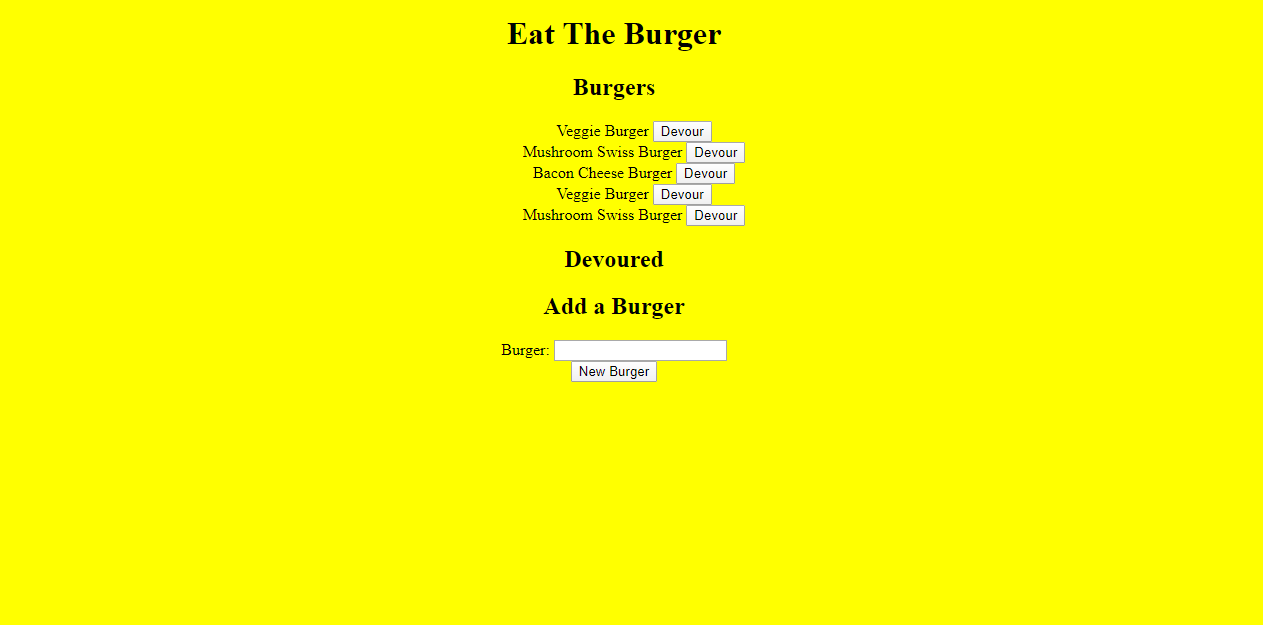 Eat The Burger
Burgers
Veggie Burger Devour
Mushroom Swiss Burger Devour
Bacon Cheese Burger Devour
Veggie Burger Devour
Mushroom Swiss Burger Devour
Devoured
Add a Burger
Burger:
New Burger